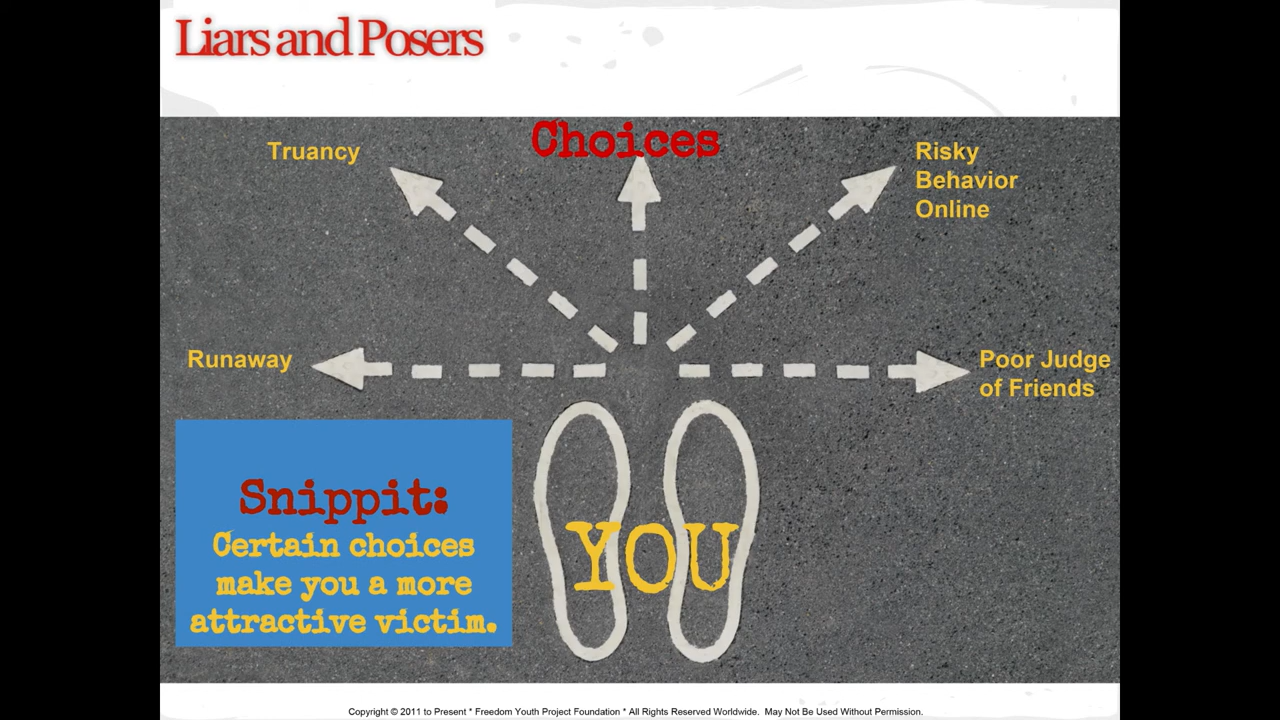 Liars and Posers
Choices
Truancy
Risky
Behavior
Online
Runaway
Poor Judge
of Friends
Snippit:
Certain choices
make you a more
attractive victim.
YOU
Copyright © 2011 to Present * Freedom Youth Project Foundation * All Rights Reserved Worldwide. May Not Be Used Without Permission.